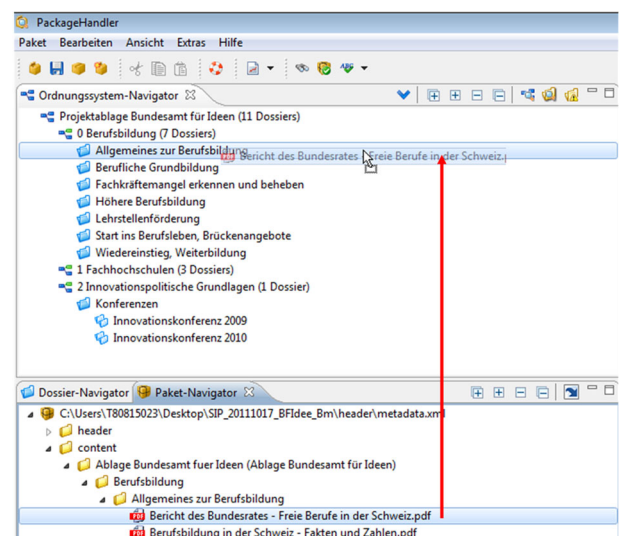 PackageHandler
Paket Bearbeiten Ansicht Extras Hilfe
Ordnungssystem-Navigator
Projektablage Bundesamt für Ideen (11 Dossiers)
0 Berufsbildung (7 Dossiers)
Allgemeines zur Berufsbildung
Bericht des Bundesrates - Freie Berufe in der Schweiz.
Berufliche Grundbildung
Fachkräftemangel erkennen und beheben
Höhere Berufsbildung
Lehrstellenförderung
Start ins Berufsleben, Brückenangebote
Wiedereinstieg, Weiterbildung
1 Fachhochschulen (3 Dossiers)
2 Innovationspolitische Grundlagen (1 Dossier)
Konferenzen
Innovationskonferenz 2009
Innovationskonferenz 2010
Dossier-Navigator Paket-Navigator
C:\Users\T80815023\Desktop\SIP_20111017_BFIdee_Bm\header\metadata.xml
header
content
Ablage Bundesamt fuer Ideen (Ablage Bundesamt für Ideen)
Berufsbildung
Allgemeines zur Berufsbildung
Bericht des Bundesrates - Freie Berufe in der Schweiz.pdf
Berufsbildung in der Schweiz - Fakten und Zahlen.pdf